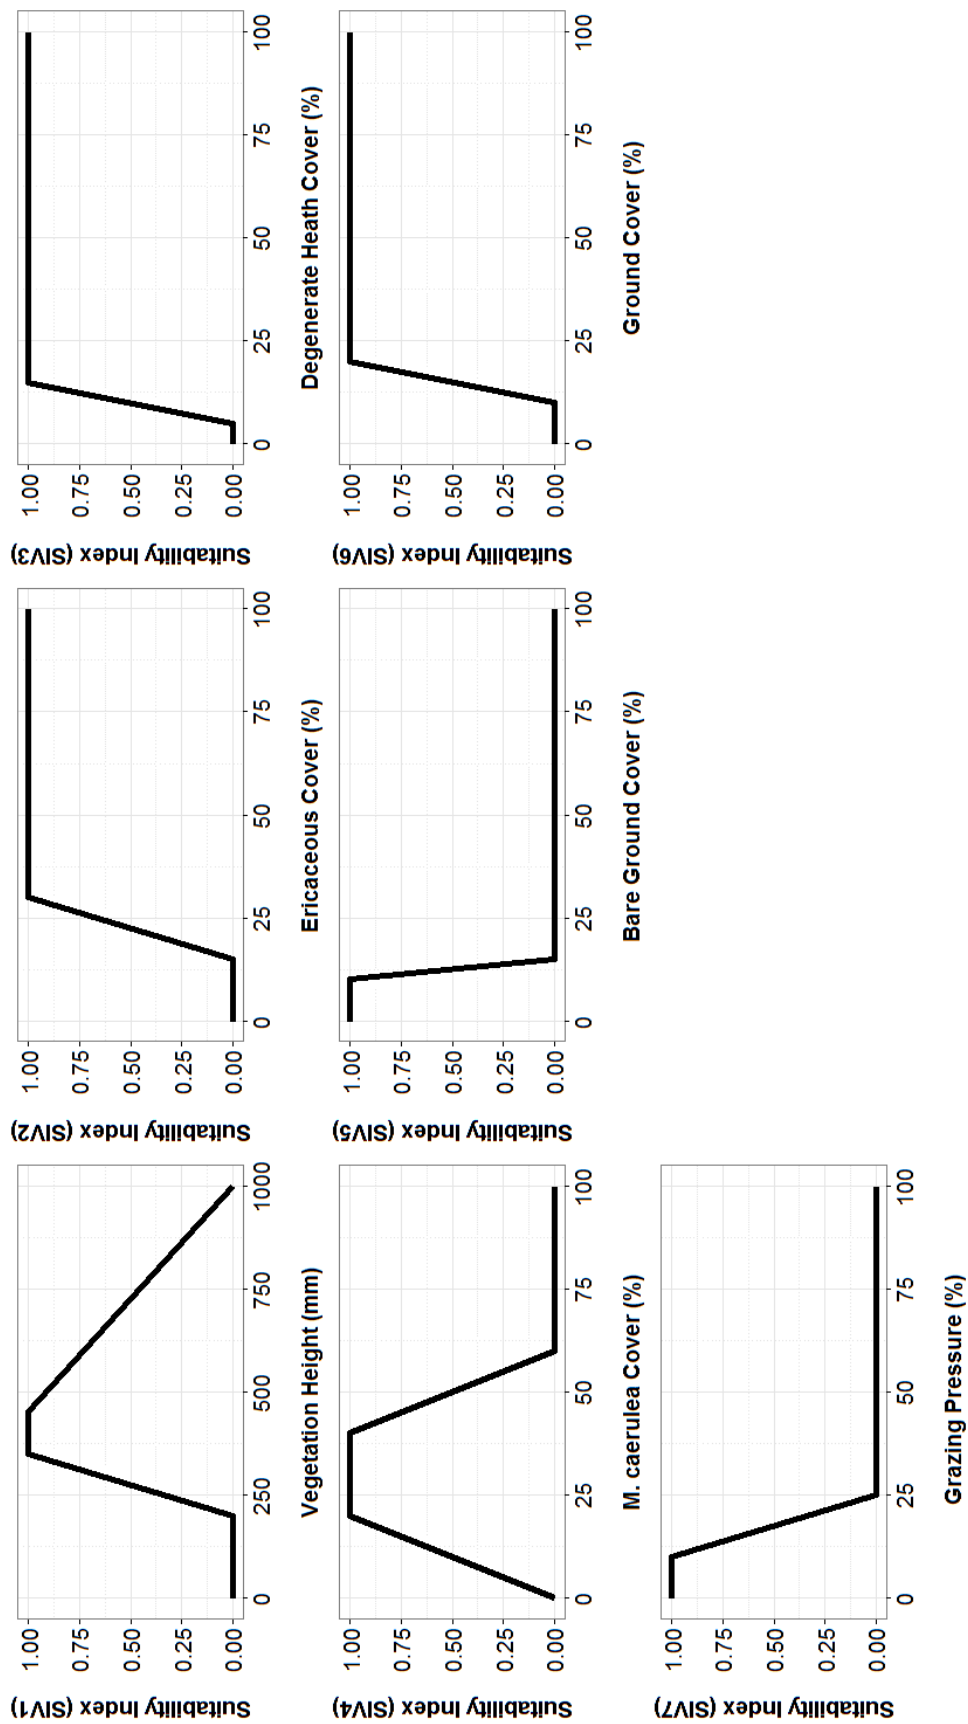 Suitability Index (SIV1)
1.00
0.75
0.50
0.25
0.00
0 250 500 750 1000
Vegetation Height (mm)
Suitability Index (SIV2)
1.00
0.75
0.50
0.25
0.00
0 25 50 75 100
Ericaceous Cover (%)
Suitability Index (SIV3)
1.00
0.75
0.50
0.25
0.00
0 25 50 75 100
Degenerate Heath Cover (%)
Suitability Index (SIV4)
1.00
0.75
0.50
0.25
0.00
0 25 50 75 100
M. caerulea Cover (%)
Suitability Index (SIV5)
1.00
0.75
0.50
0.25
0.00
0 25 50 75 100
Bare Ground Cover (%)
Suitability Index (SIV6)
1.00
0.75
0.50
0.25
0.00
0 25 50 75 100
Ground Cover (%)
Suitability Index (SIV7)
1.00
0.75
0.50
0.25
0.00
0 25 50 75 100
Grazing Pressure (%)